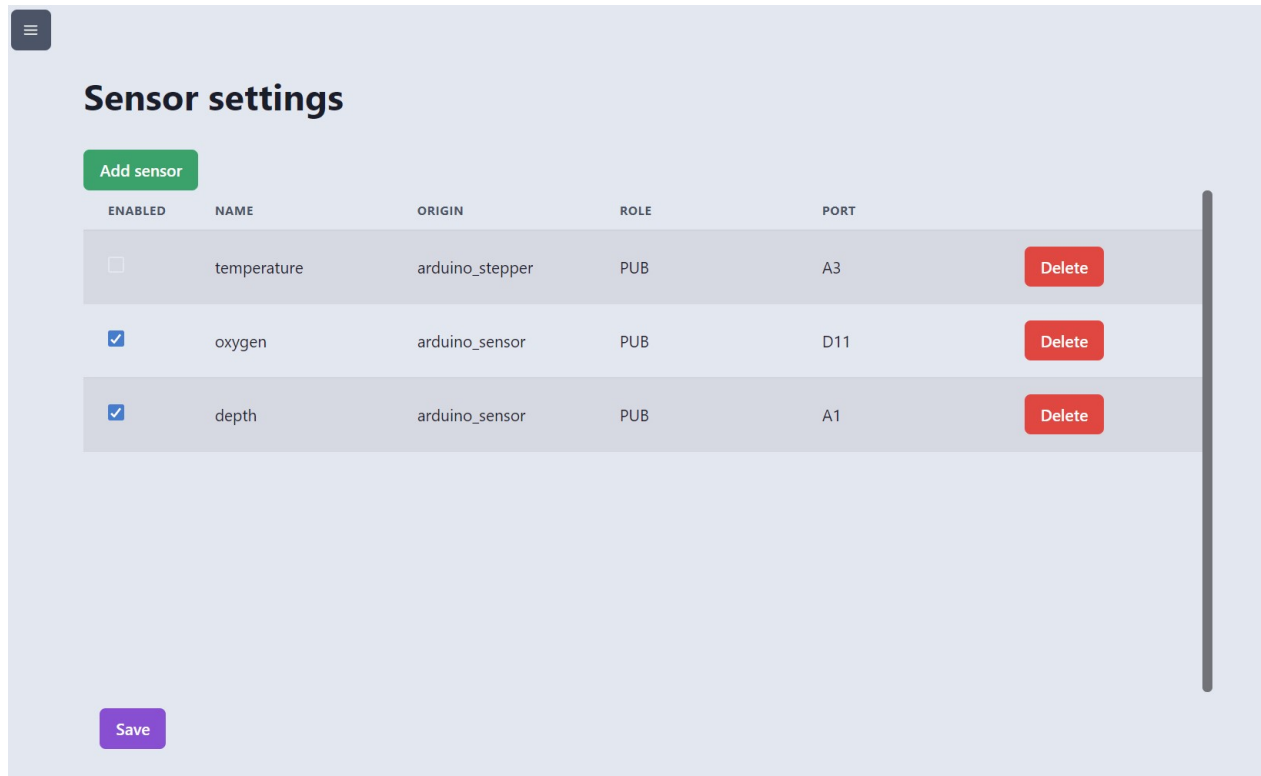 Sensor settings
Add sensor
ENABLED NAME ORIGIN ROLE PORT
temperature arduino_stepper PUB A3 Delete
oxygen arduino_sensor PUB D11 Delete
depth arduino_sensor PUB A1 Delete
Save